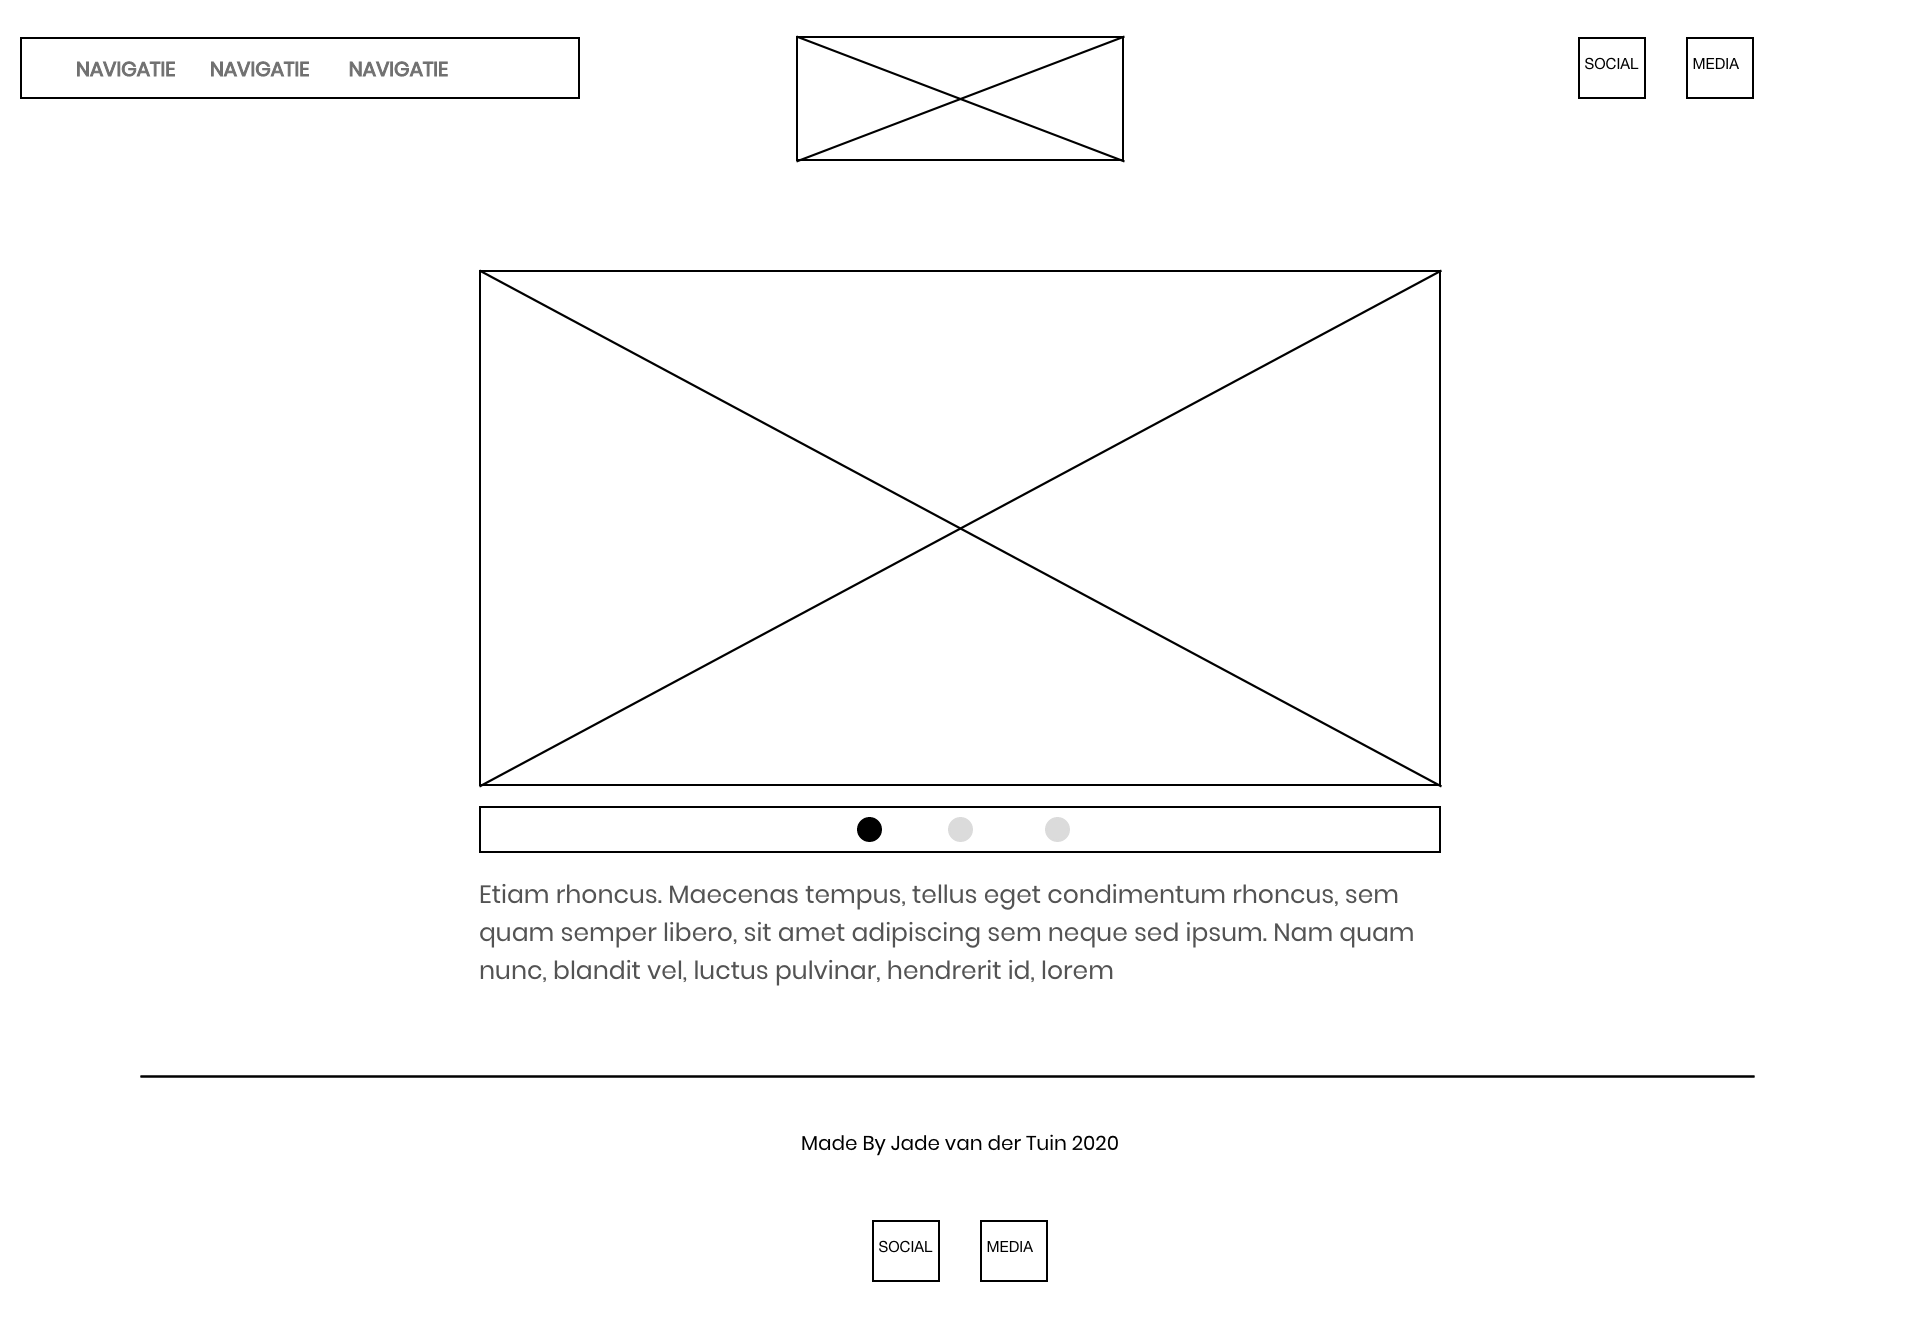 NAVIGATIE NAVIGATIE NAVIGATIE
SOCIAL MEDIA
Etiam rhoncus. Maecenas tempus, tellus eget condimentum rhoncus, sem
quam semper libero, sit amet adipiscing sem neque sed ipsum. Nam quam
nunc, blandit vel, luctus pulvinar, hendrerit id, lorem
Made By Jade van der Tuin 2020
SOCIAL MEDIA